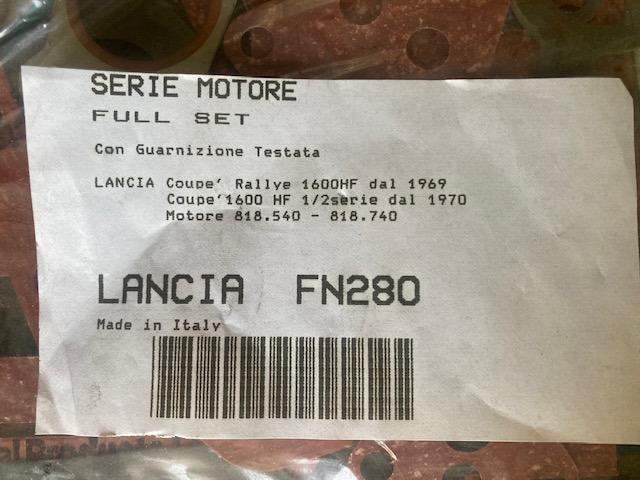 SERIE MOTORE
FULL SET
Con Guarnizione Testata
LANCIA Coupe' Rallye 1600HF dal 1969
Coupe'1600 HF 1/2serie dal 1970
Motore 818.540 - 818.740
LANCIA FN280
Made in Italy